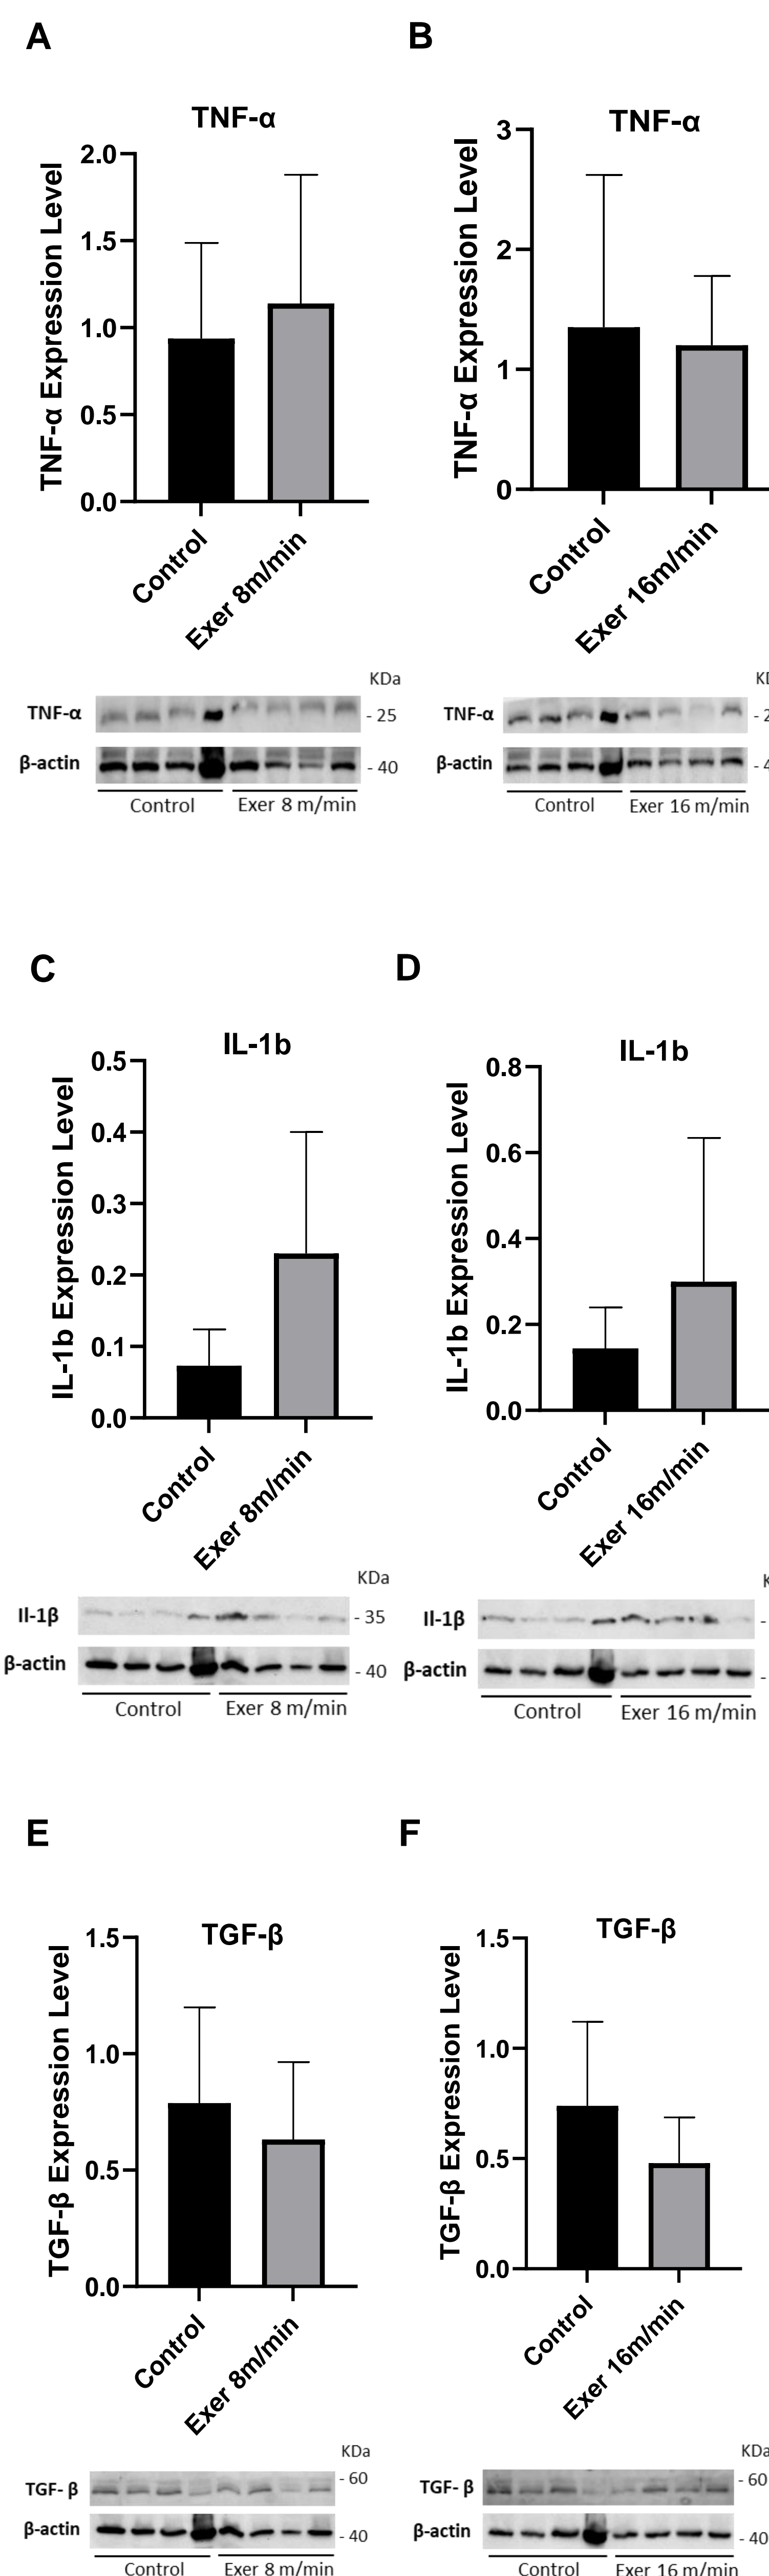 A
B
TNF-α
TNF-α
TNF-α Expression Level
2.0
1.5
1.0
0.5
0.0
Control
Exer 8m/min
TNF-α Expression Level
3
2
1
0
Control
Exer 16m/min
KDa
TNF-α
- 25
β-actin
- 40
Control
Exer 8 m/min
TNF-α
β-actin
Control
Exer 16 m/min
C
D
IL-1b
IL-1b
IL-1b Expression Level
0.5
0.4
0.3
0.2
0.1
0.0
Control
Exer 8m/min
IL-1b Expression Level
0.8
0.6
0.4
0.2
0.0
Control
Exer 16m/min
KDa
Il-1β
- 35
β-actin
- 40
Control
Exer 8 m/min
Il-1β
-
β-actin
-
Control
Exer 16 m/min
E
F
TGF-β
TGF-β
TGF-β Expression Level
1.5
1.0
0.5
0.0
Control
Exer 8m/min
TGF-β Expression Level
1.5
1.0
0.5
0.0
Control
Exer 16m/min
KDa
TGF- β
- 60
β-actin
- 40
Control
Exer 8 m/min
KDa
TGF- β
- 60
β-actin
- 40
Control
Exer 16 m/min